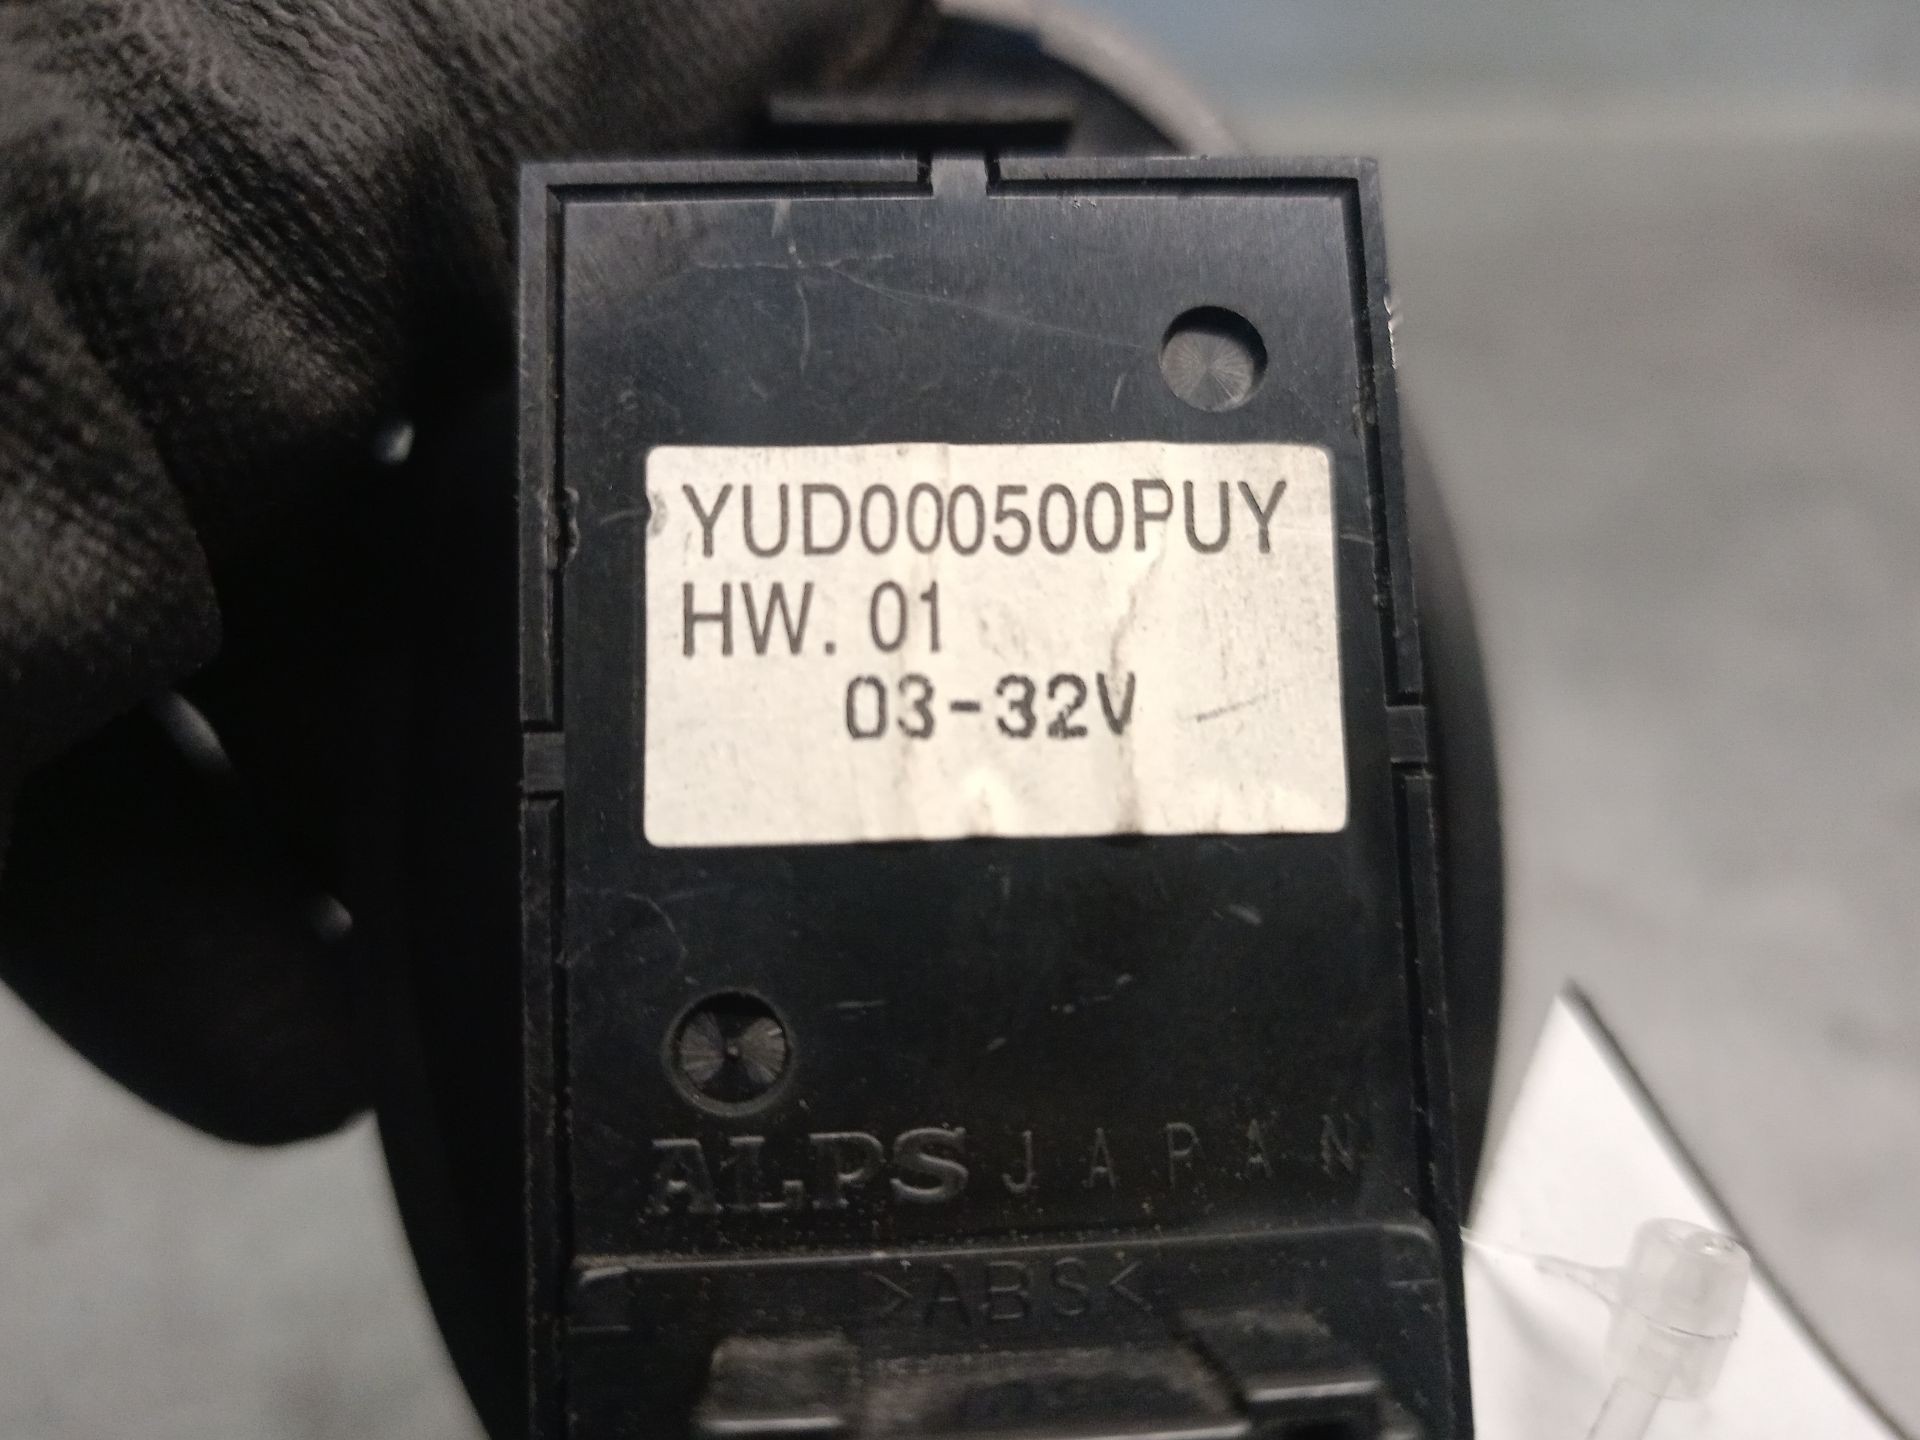 YUD000500PUY
HW. 01
03-32V
ALPS JAPAN
>ABS<